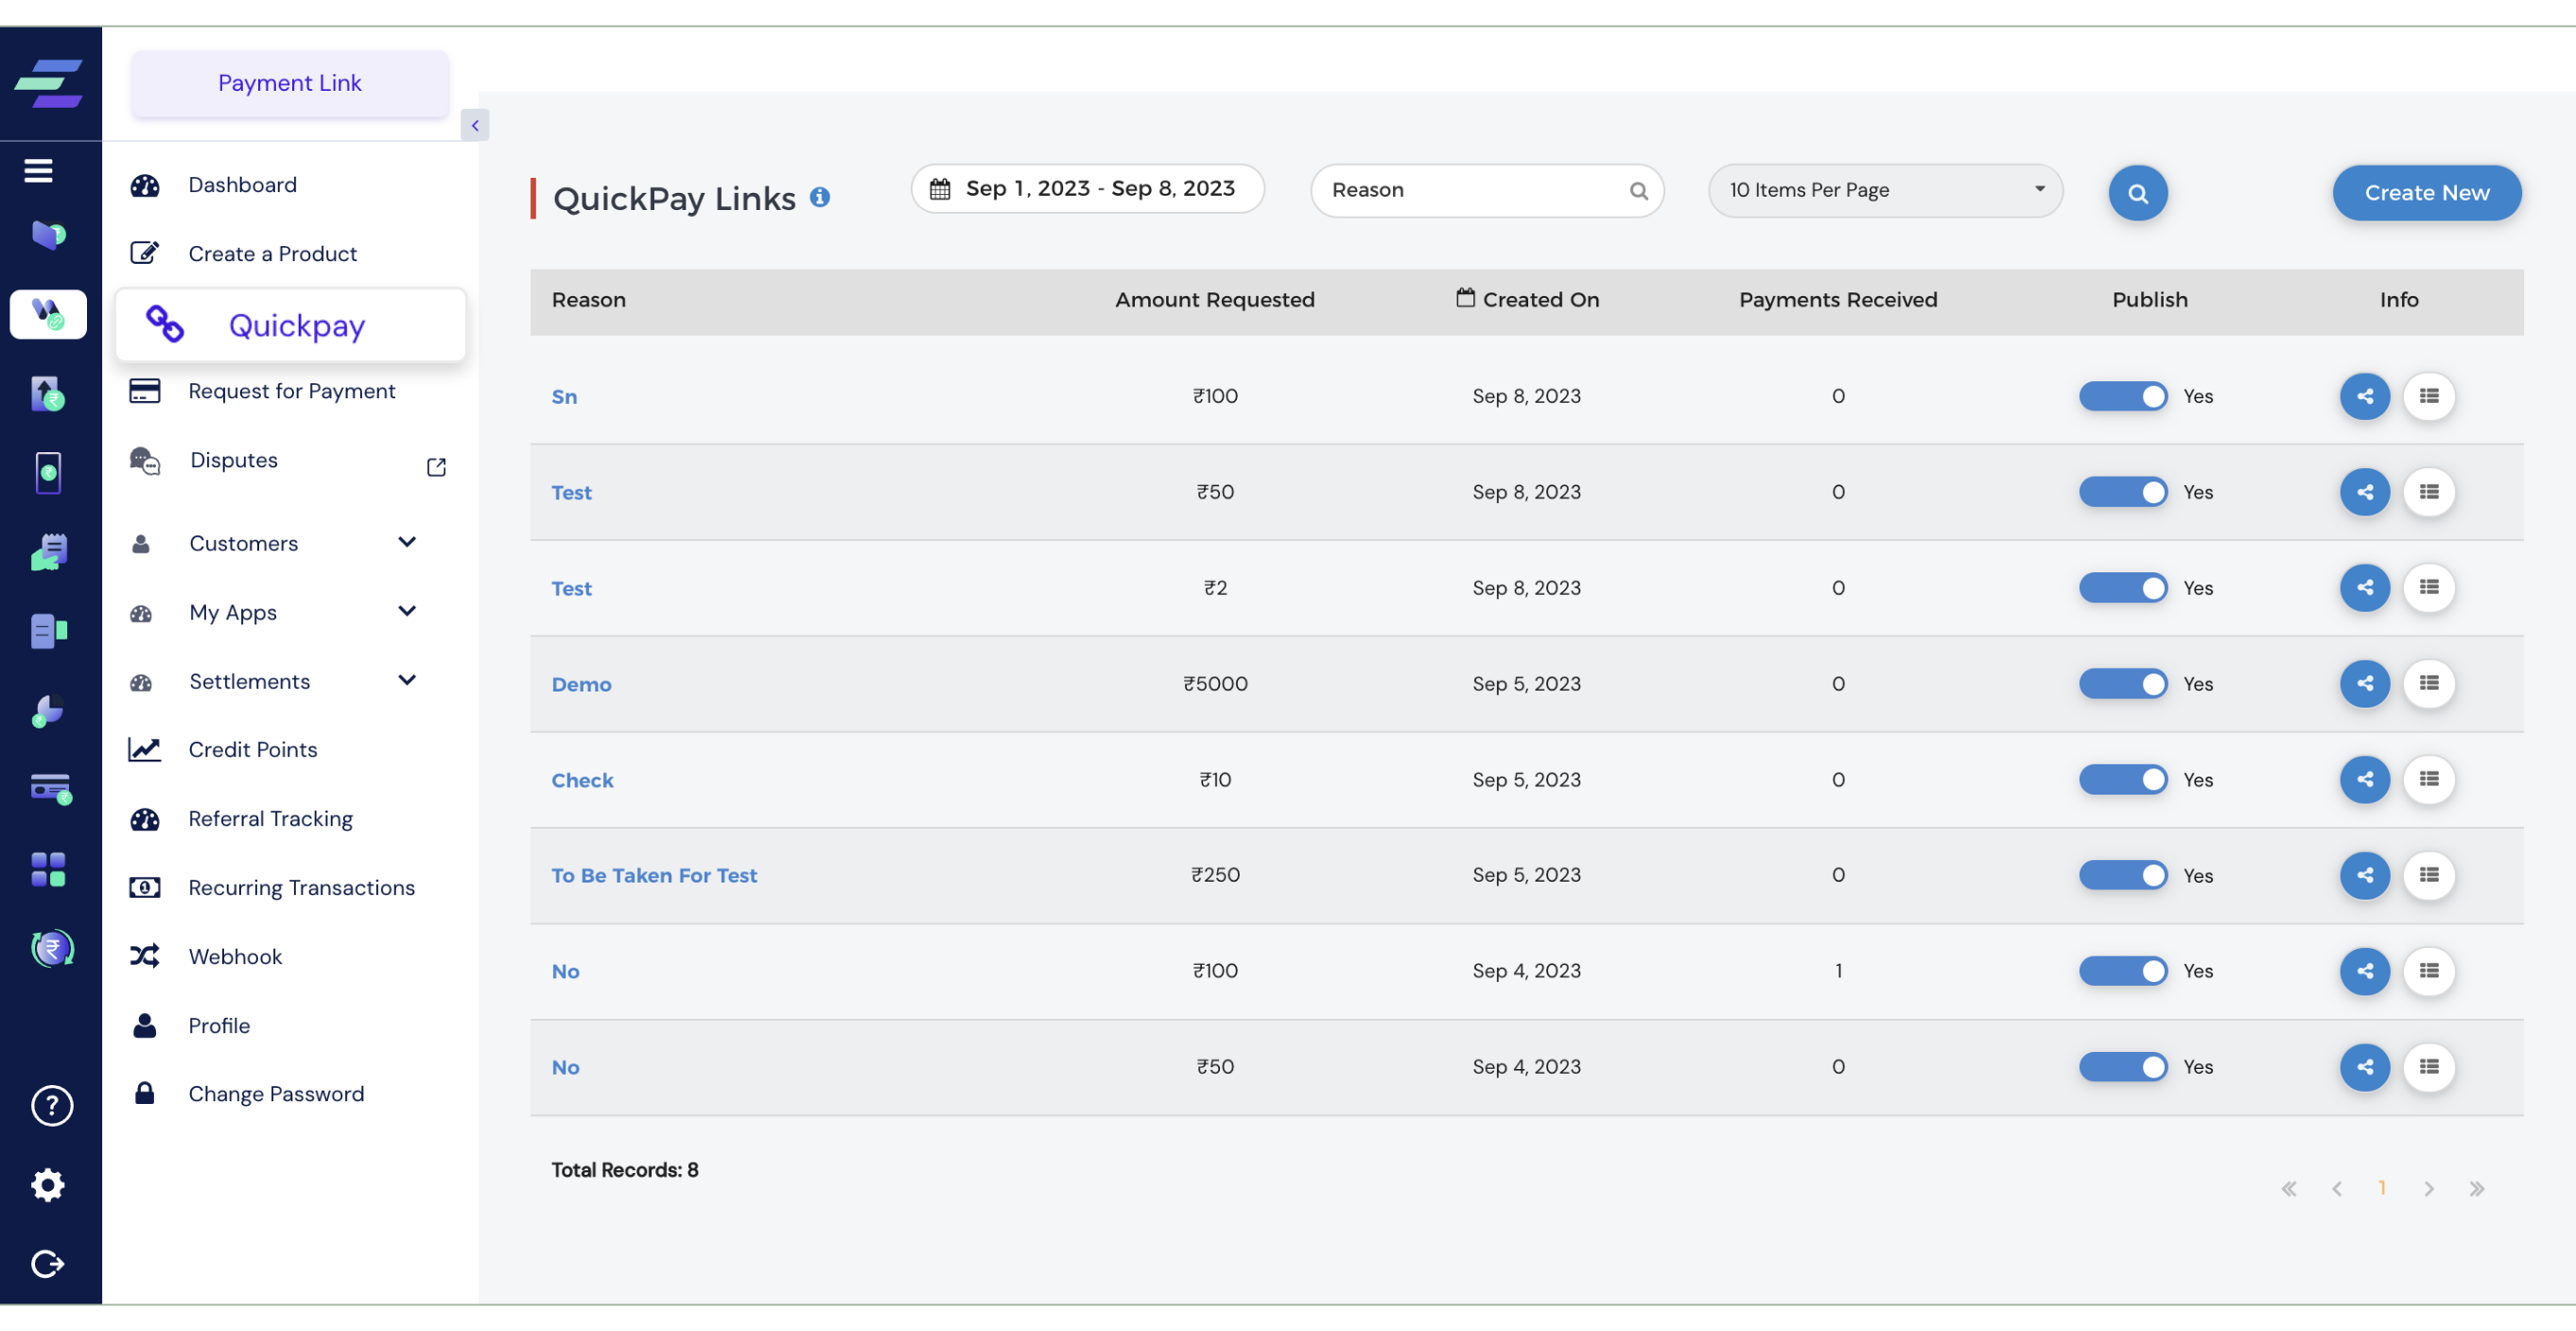 Payment Link
Dashboard
Create a Product
Quickpay
Request for Payment
Disputes
Customers
My Apps
Settlements
Credit Points
Referral Tracking
Recurring Transactions
Webhook
Profile
Change Password
QuickPay Links
Sep 1, 2023 - Sep 8, 2023
Reason
10 Items Per Page
Create New
Reason Amount Requested Created On Payments Received Publish Info
Sn ₹100 Sep 8, 2023 0 Yes
Test ₹50 Sep 8, 2023 0 Yes
Test ₹2 Sep 8, 2023 0 Yes
Demo ₹5000 Sep 5, 2023 0 Yes
Check ₹10 Sep 5, 2023 0 Yes
To Be Taken For Test ₹250 Sep 5, 2023 0 Yes
No ₹100 Sep 4, 2023 1 Yes
No ₹50 Sep 4, 2023 0 Yes
Total Records: 8
« ‹ 1 › »